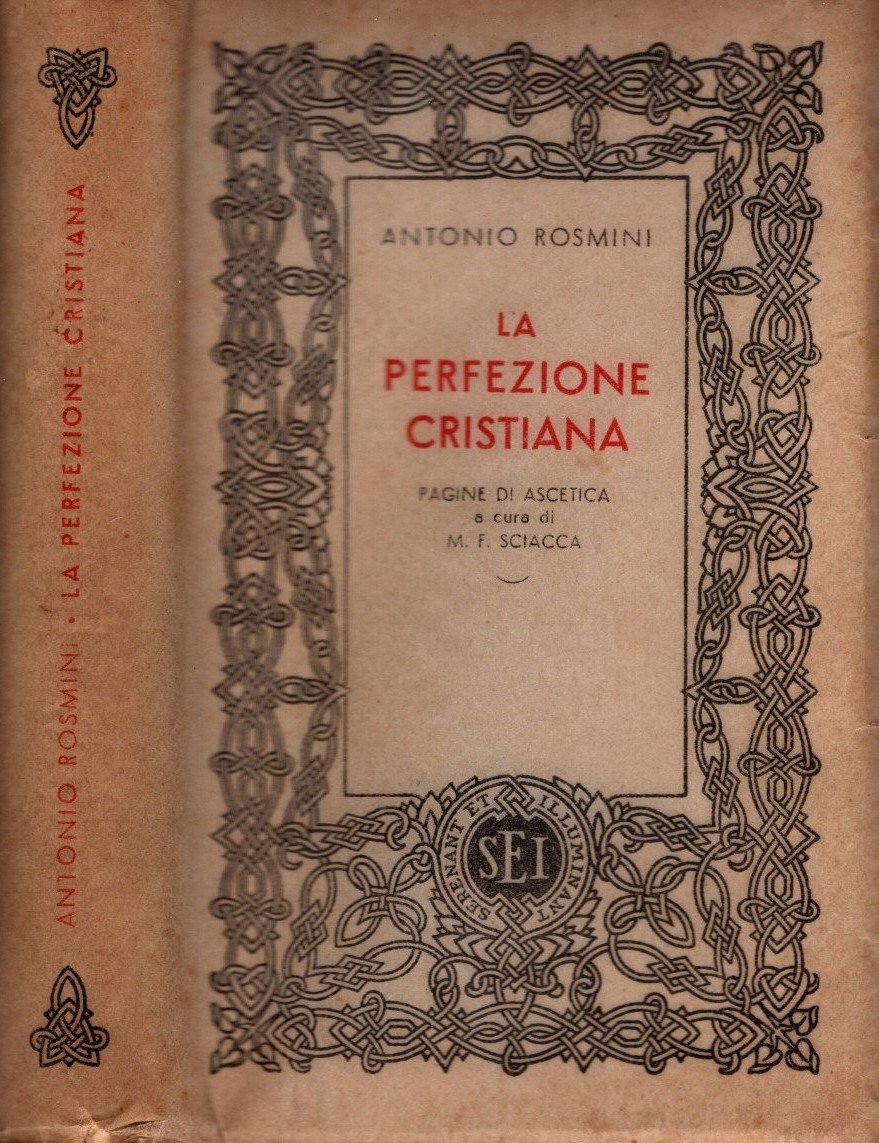 ANTONIO ROSMINI • LA PERFEZIONE CRISTIANA
ANTONIO ROSMINI
LA
PERFEZIONE
CRISTIANA
PAGINE DI ASCETICA
a cura di
M. F. SCIACCA
SERENANT ET ILLUMINANT
SEI